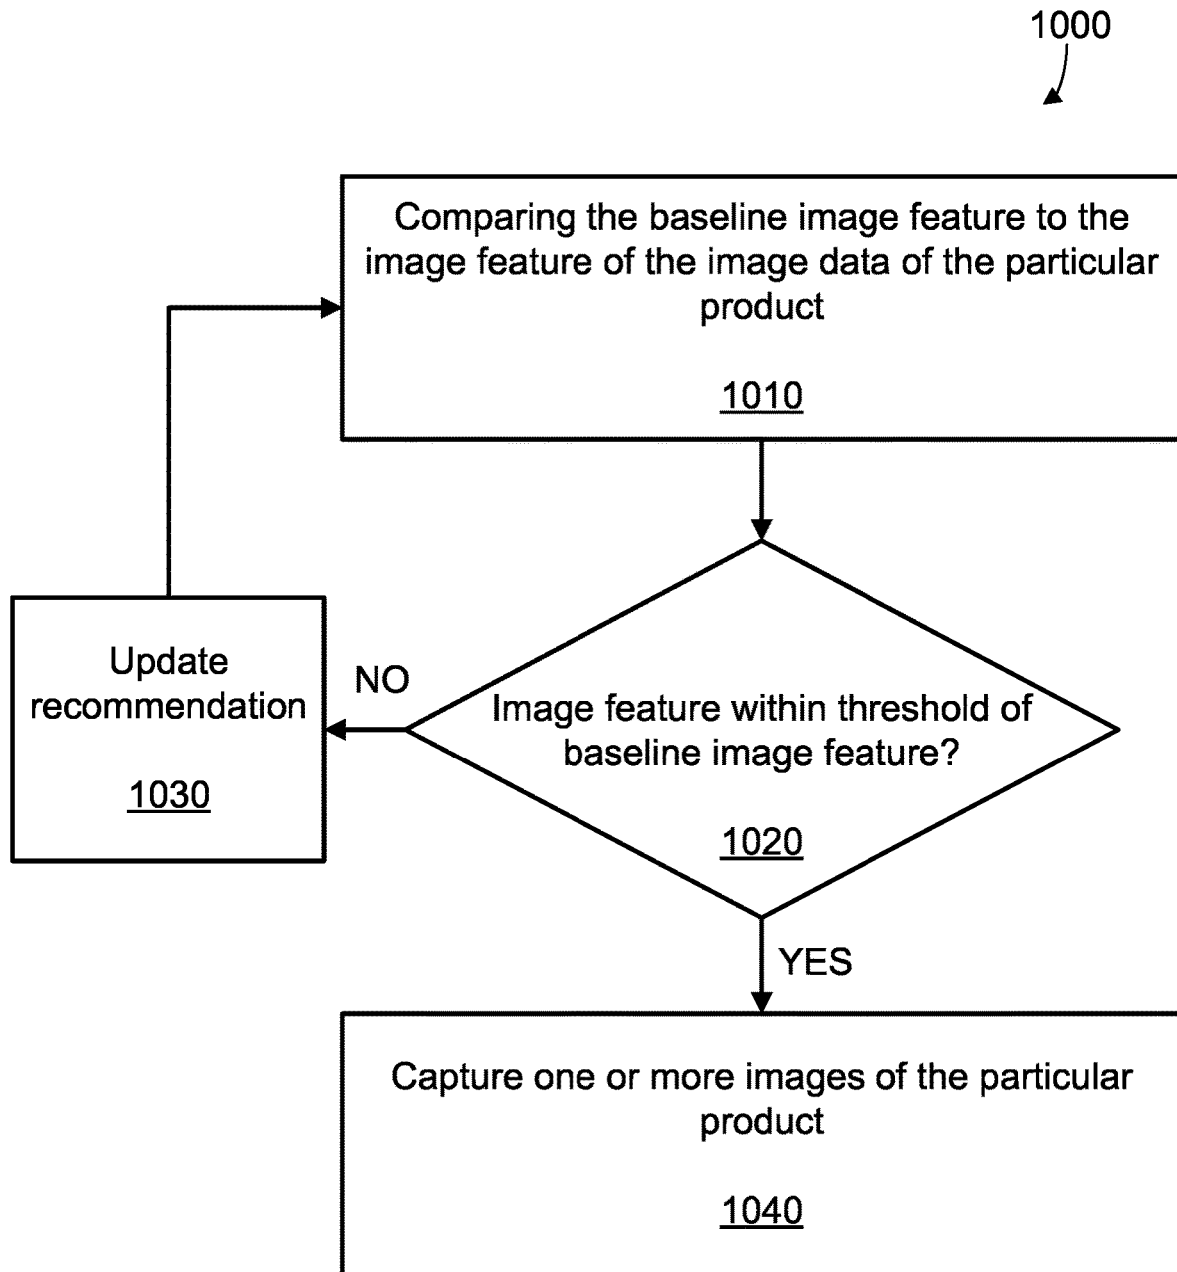 1000
Comparing the baseline image feature to the
image feature of the image data of the particular
product
1010
Update
recommendation
1030
NO
Image feature within threshold of
baseline image feature?
1020
YES
Capture one or more images of the particular
product
1040